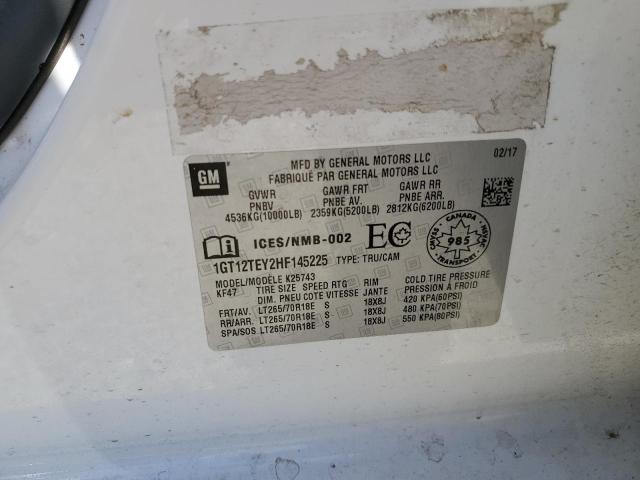 GM
MFD BY GENERAL MOTORS LLC
FABRIQUÉ PAR GENERAL MOTORS LLC
02/17
GVWR GAWR FRT GAWR RR
PNBV PNBE AV. PNBE ARR.
4536KG(10000LB) 2359KG(5200LB) 2812KG(6200LB)
ICES/NMB-002 EC
CANADA
CMVSS 985 NSVAC
TRANSPORT
1GT12TEY2HF145225 TYPE: TRU/CAM
MODEL/MODÈLE K25743
KF47 TIRE SIZE SPEED RTG RIM COLD TIRE PRESSURE
DIM. PNEU COTE VITESSE JANTE PRESSION À FROID
FRT/AV. LT265/70R18E S 18X8J 420 KPA(60PSI)
RR/ARR. LT265/70R18E S 18X8J 480 KPA(70PSI)
SPA/SOS LT265/70R18E S 18X8J 550 KPA(80PSI)